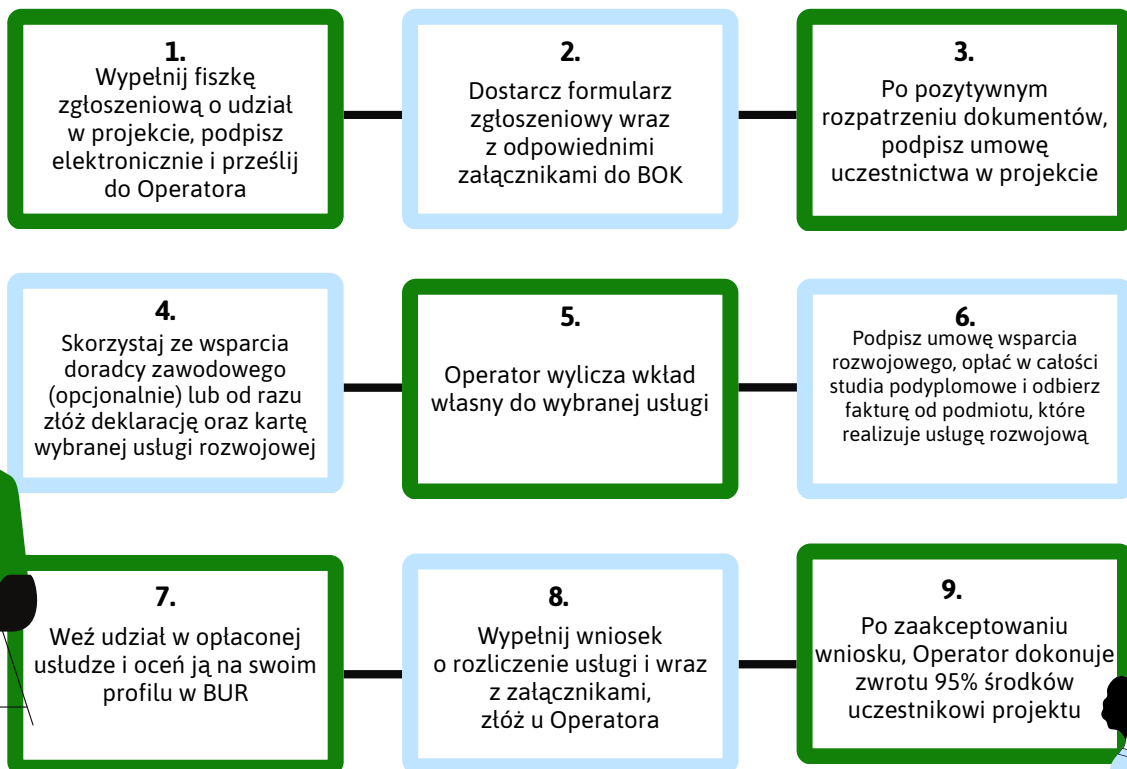 1.
Wypełnij fiszkę
zgłoszeniową o udział
w projekcie, podpisz
elektronicznie i prześlij
do Operatora
2.
Dostarcz formularz
zgłoszeniowy wraz
z odpowiednimi
załącznikami do BOK
3.
Po pozytywnym
rozpatrzeniu dokumentów,
podpisz umowę
uczestnictwa w projekcie
4.
Skorzystaj ze wsparcia
doradcy zawodowego
(opcjonalnie) lub od razu
złóż deklarację oraz kartę
wybranej usługi rozwojowej
5.
Operator wylicza wkład
własny do wybranej usługi
6.
Podpisz umowę wsparcia
rozwojowego, opłać w całości
studia podyplomowe i odbierz
fakturę od podmiotu, które
realizuje usługę rozwojową
7.
Weź udział w opłaconej
usłudze i oceń ją na swoim
profilu w BUR
8.
Wypełnij wniosek
o rozliczenie usługi i wraz
z załącznikami,
złóż u Operatora
9.
Po zaakceptowaniu
wniosku, Operator dokonuje
zwrotu 95% środków
uczestnikowi projektu